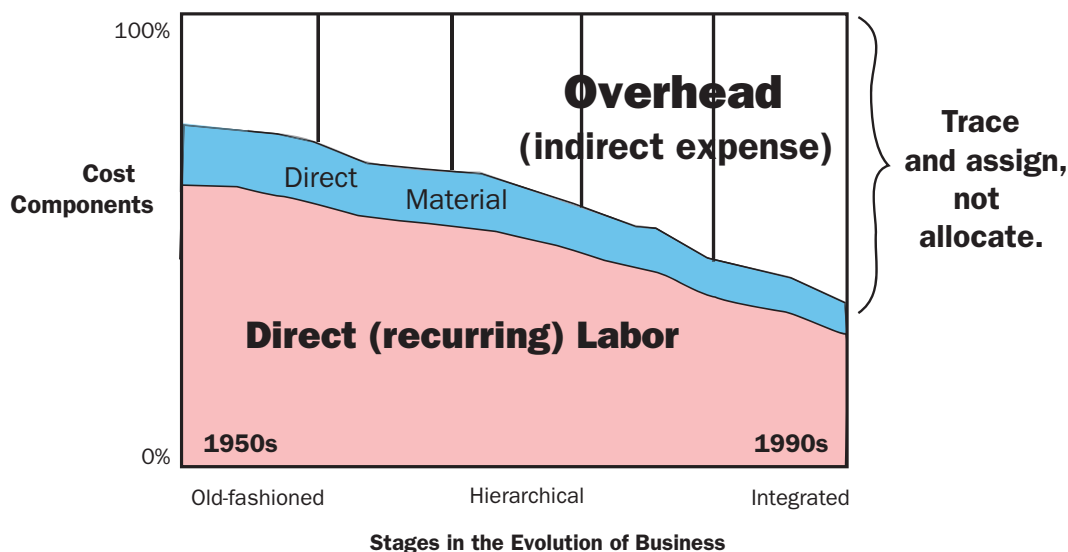 100%
Overhead
(indirect expense)
Trace
and assign,
not
allocate.
Cost
Components
Direct
Material
Direct (recurring) Labor
1950s
1990s
0%
Old-fashioned
Hierarchical
Integrated
Stages in the Evolution of Business